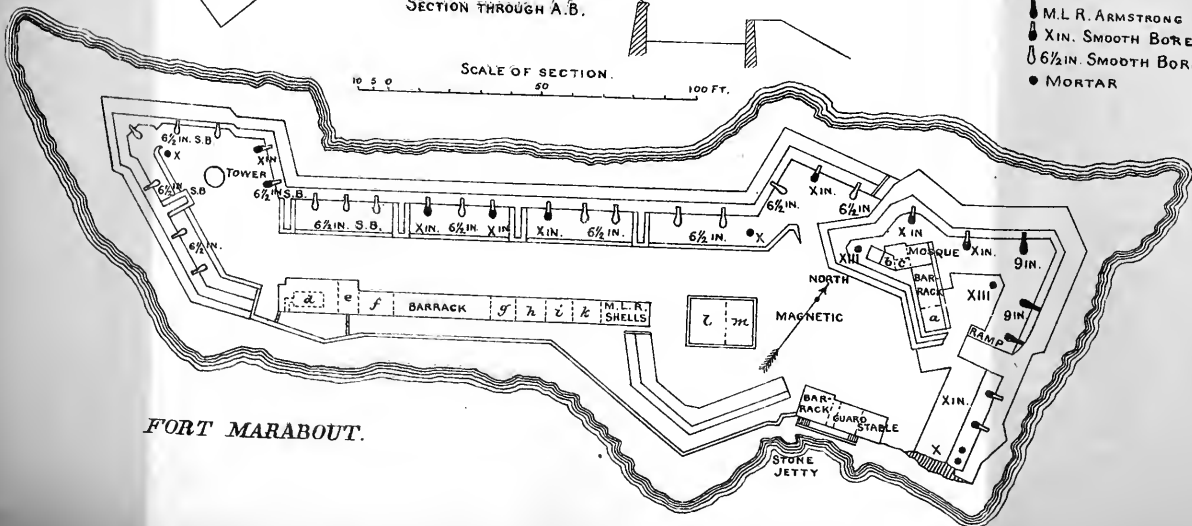 SECTION THROUGH A.B.
M.L.R. ARMSTRONG
XIN. SMOOTH BORE
6½IN. SMOOTH BOR
MORTAR
SCALE OF SECTION.
10 5 0 50 100 FT.
6½IN. S.B.
X
XIN
TOWER
6½IN S.B.
6½IN S.B.
6½IN.
6½IN. S.B.
XIN. 6½IN. XIN
XIN. 6½IN.
6½IN. X
6½IN.
XIN.
6½IN
XIN
XIN.
9IN.
XIII
b c
MOSQUE
BAR-
RACK
a
XIII
9IN.
RAMP
NORTH
MAGNETIC
d e f BARRACK g h i k M.L.R.
SHELLS
l m
XIN.
X
BAR-
RACK
GUARD
STABLE
STONE
JETTY
FORT MARABOUT.